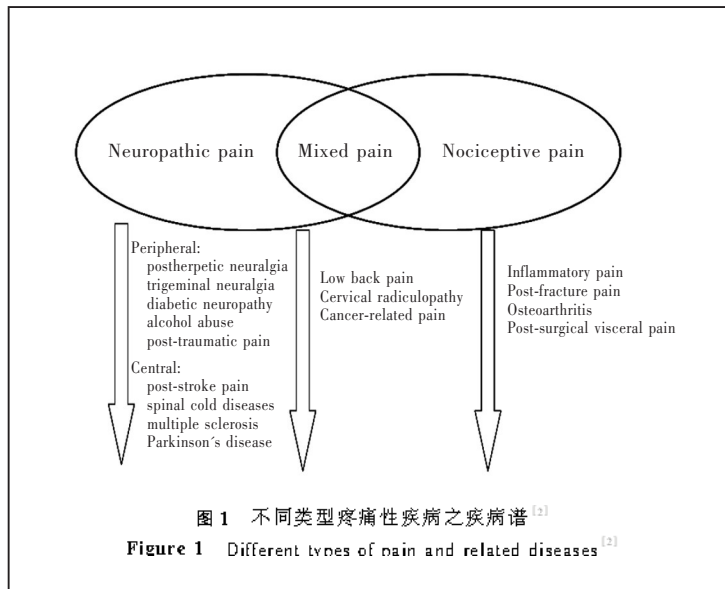 Neuropathic pain
Mixed pain
Nociceptive pain
Peripheral:
postherpetic neuralgia
trigeminal neuralgia
diabetic neuropathy
alcohol abuse
post-traumatic pain
Central:
post-stroke pain
spinal cold diseases
multiple sclerosis
Parkinson´s disease
Low back pain
Cervical radiculopathy
Cancer-related pain
Inflammatory pain
Post-fracture pain
Osteoarthritis
Post-surgical visceral pain
图 1 不同类型疼痛性疾病之疾病谱[2]
Figure 1 Different types of pain and related diseases[2]